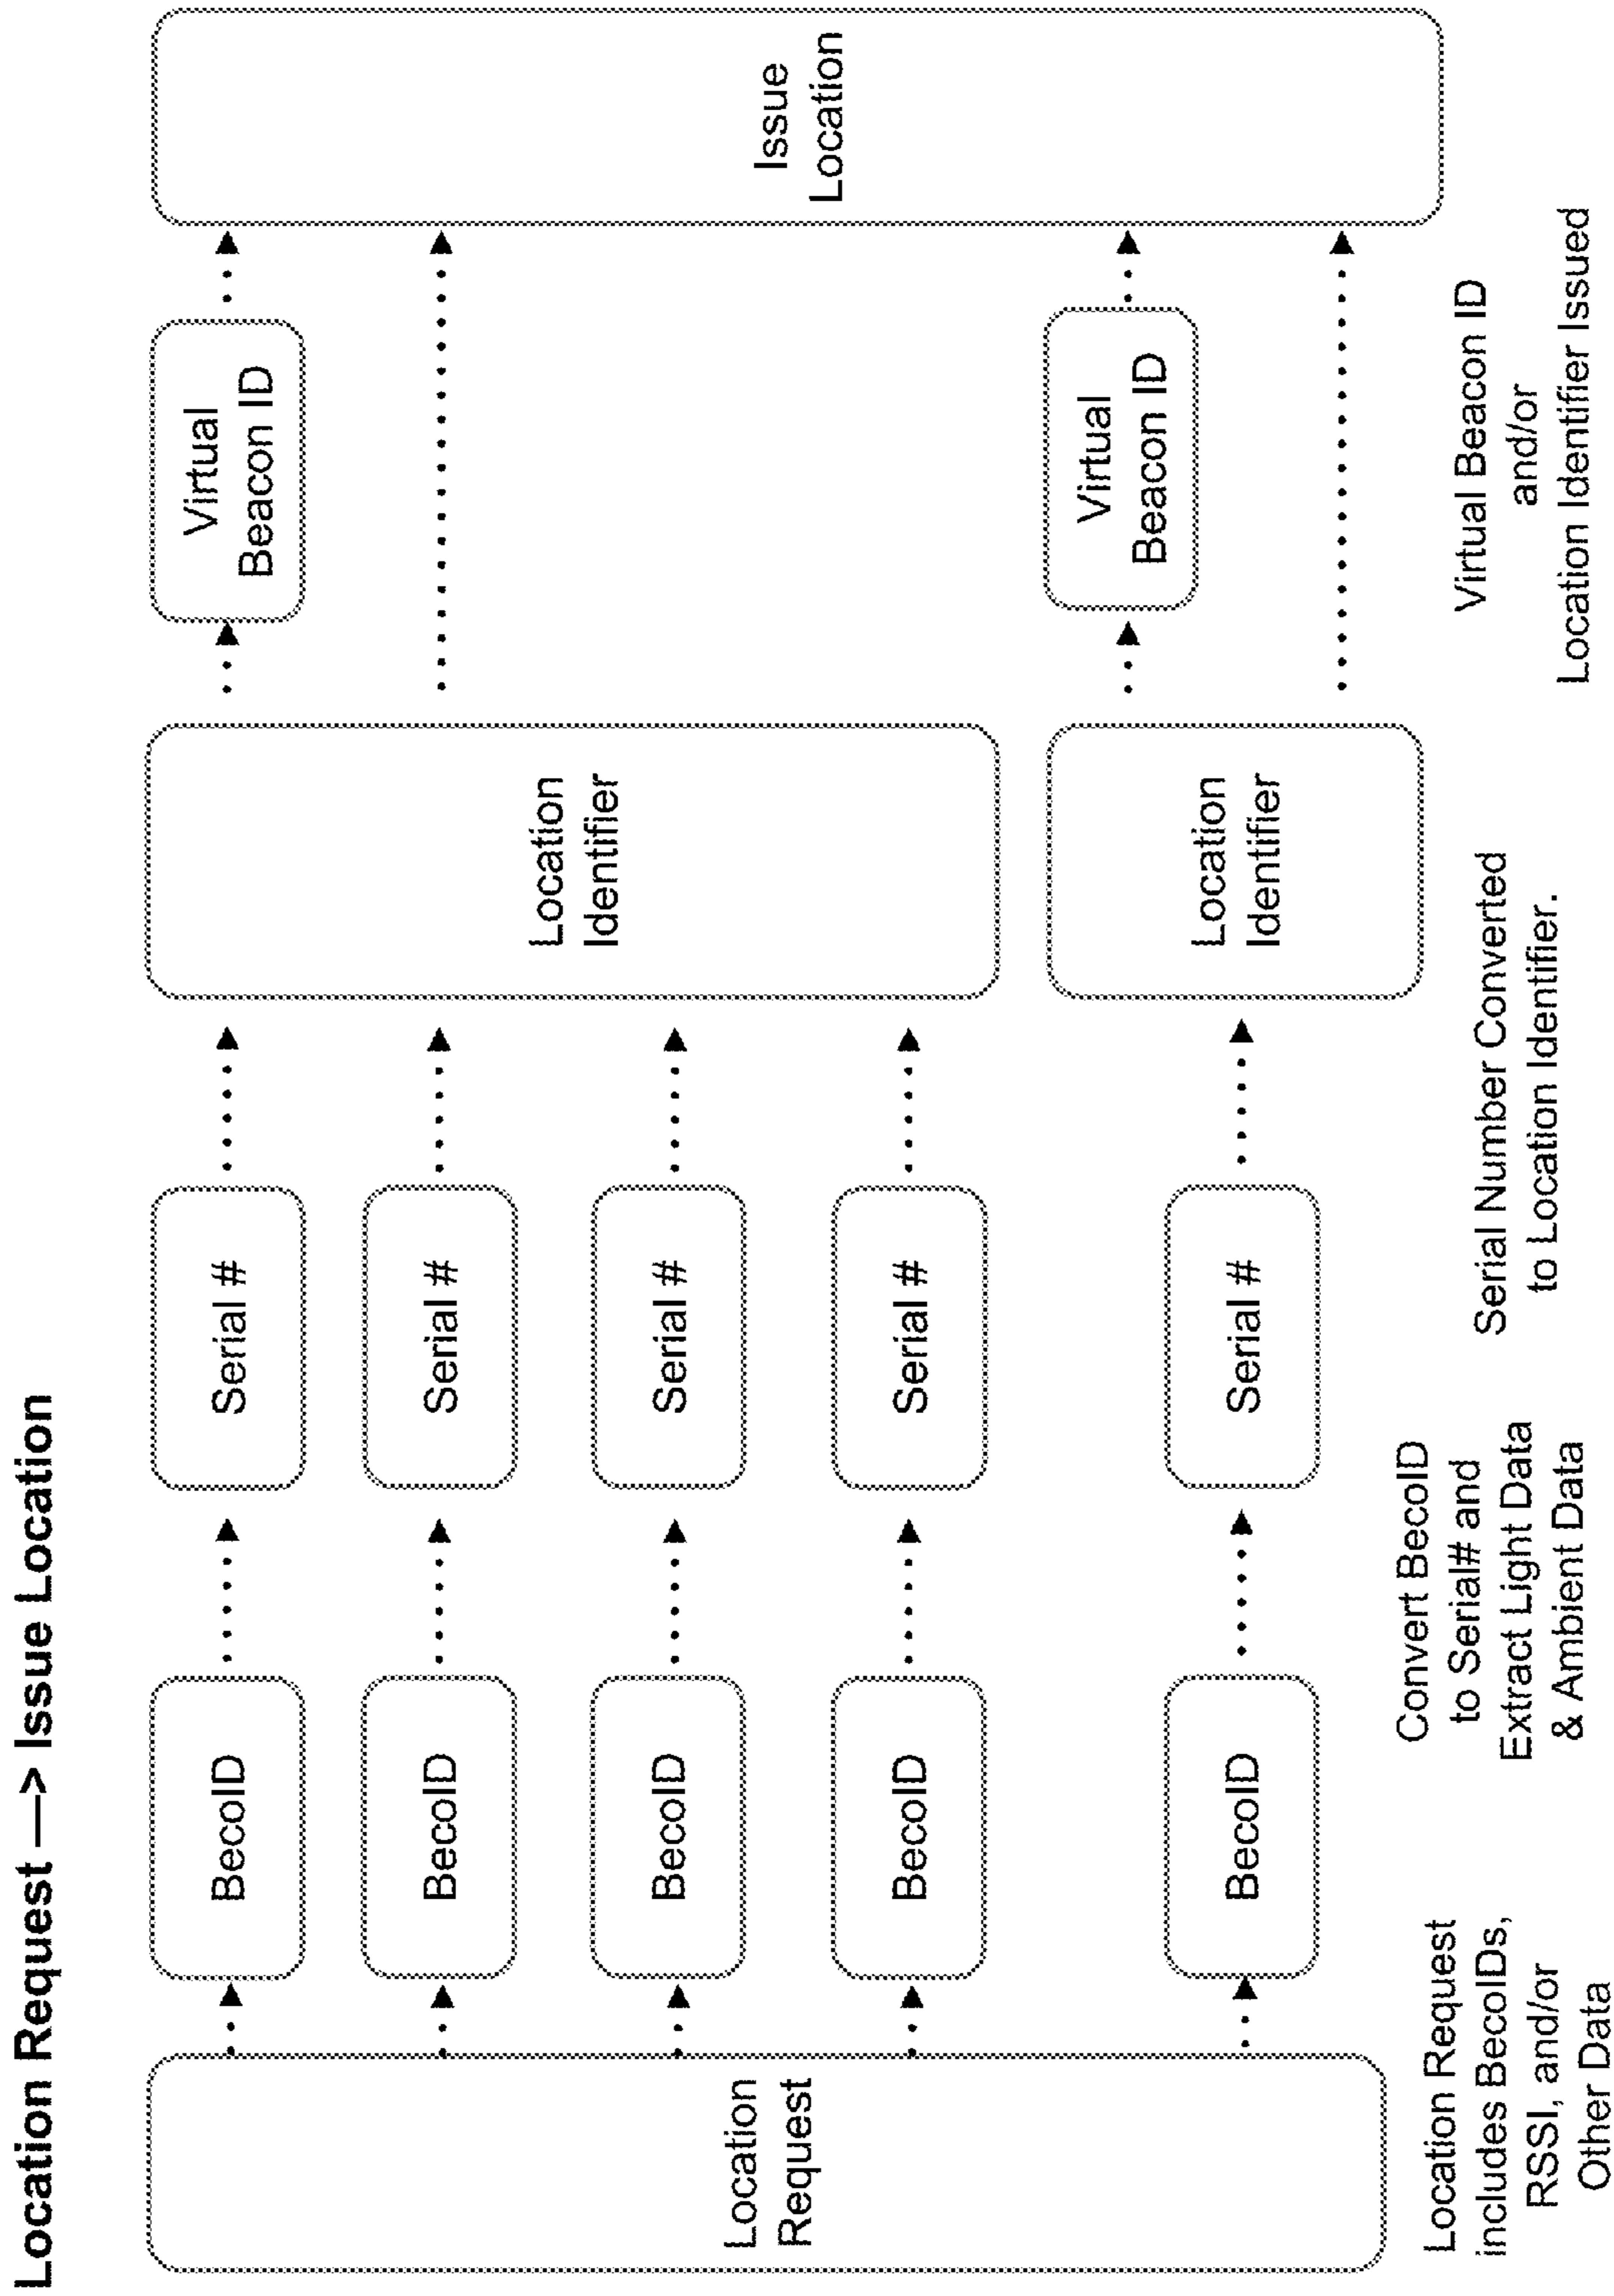 Location Request —> Issue Location
Location
Request
BecoID
BecoID
BecoID
BecoID
BecoID
Serial #
Serial #
Serial #
Serial #
Serial #
Location
Identifier
Location
Identifier
Virtual
Beacon ID
Virtual
Beacon ID
Issue
Location
Location Request
includes BecoIDs,
RSSI, and/or
Other Data
Convert BecoID
to Serial# and
Extract Light Data
& Ambient Data
Serial Number Converted
to Location Identifier.
Virtual Beacon ID
and/or
Location Identifier Issued